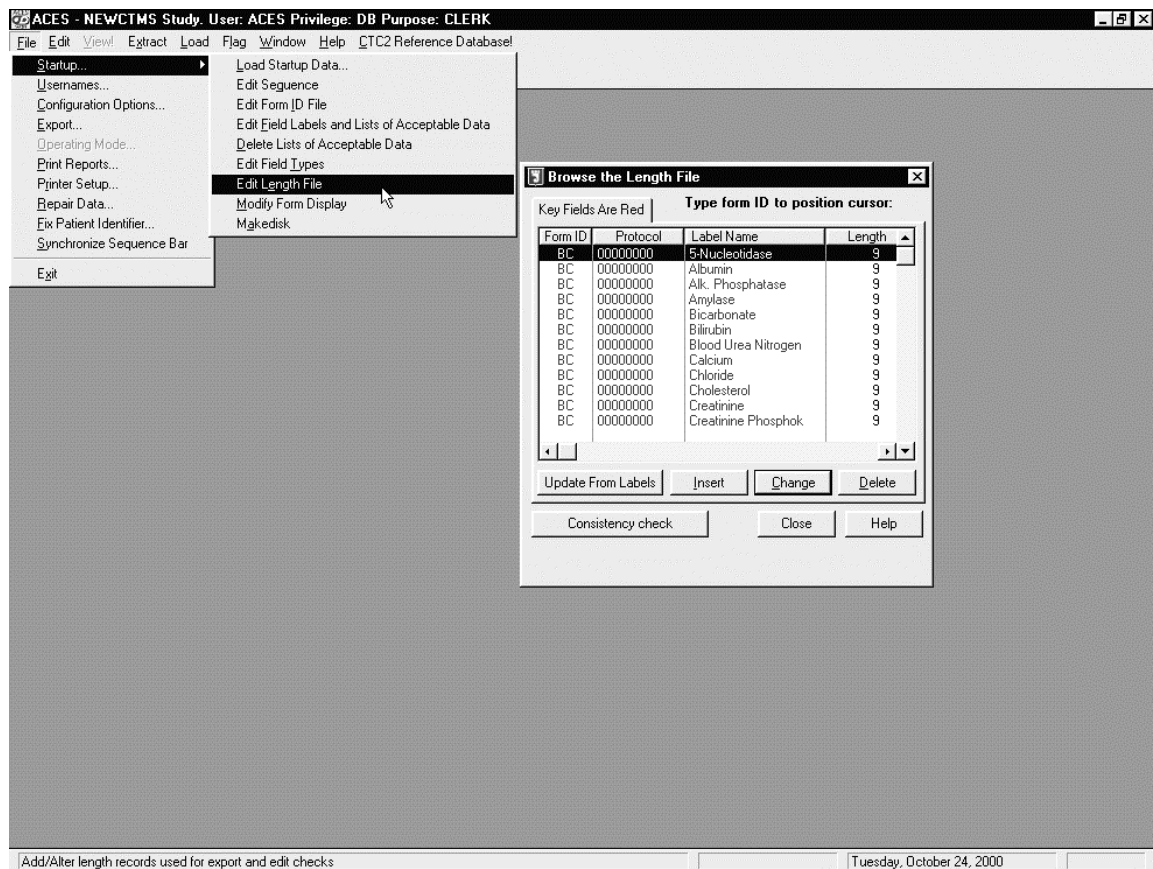 ACES - NEWCTMS Study. User: ACES Privilege: DB Purpose: CLERK
File Edit View! Extract Load Flag Window Help CTC2 Reference Database!
Startup...
Usernames...
Configuration Options...
Export...
Operating Mode...
Print Reports...
Printer Setup...
Repair Data...
Fix Patient Identifier...
Synchronize Sequence Bar
Exit
Load Startup Data...
Edit Sequence
Edit Form ID File
Edit Field Labels and Lists of Acceptable Data
Delete Lists of Acceptable Data
Edit Field Types
Edit Length File
Modify Form Display
Makedisk
Browse the Length File
Key Fields Are Red Type form ID to position cursor:
Form ID Protocol Label Name Length
BC 00000000 5-Nucleotidase 9
BC 00000000 Albumin 9
BC 00000000 Alk. Phosphatase 9
BC 00000000 Amylase 9
BC 00000000 Bicarbonate 9
BC 00000000 Bilirubin 9
BC 00000000 Blood Urea Nitrogen 9
BC 00000000 Calcium 9
BC 00000000 Chloride 9
BC 00000000 Cholesterol 9
BC 00000000 Creatinine 9
BC 00000000 Creatinine Phosphok 9
Update From Labels Insert Change Delete
Consistency check Close Help
Add/Alter length records used for export and edit checks Tuesday, October 24, 2000